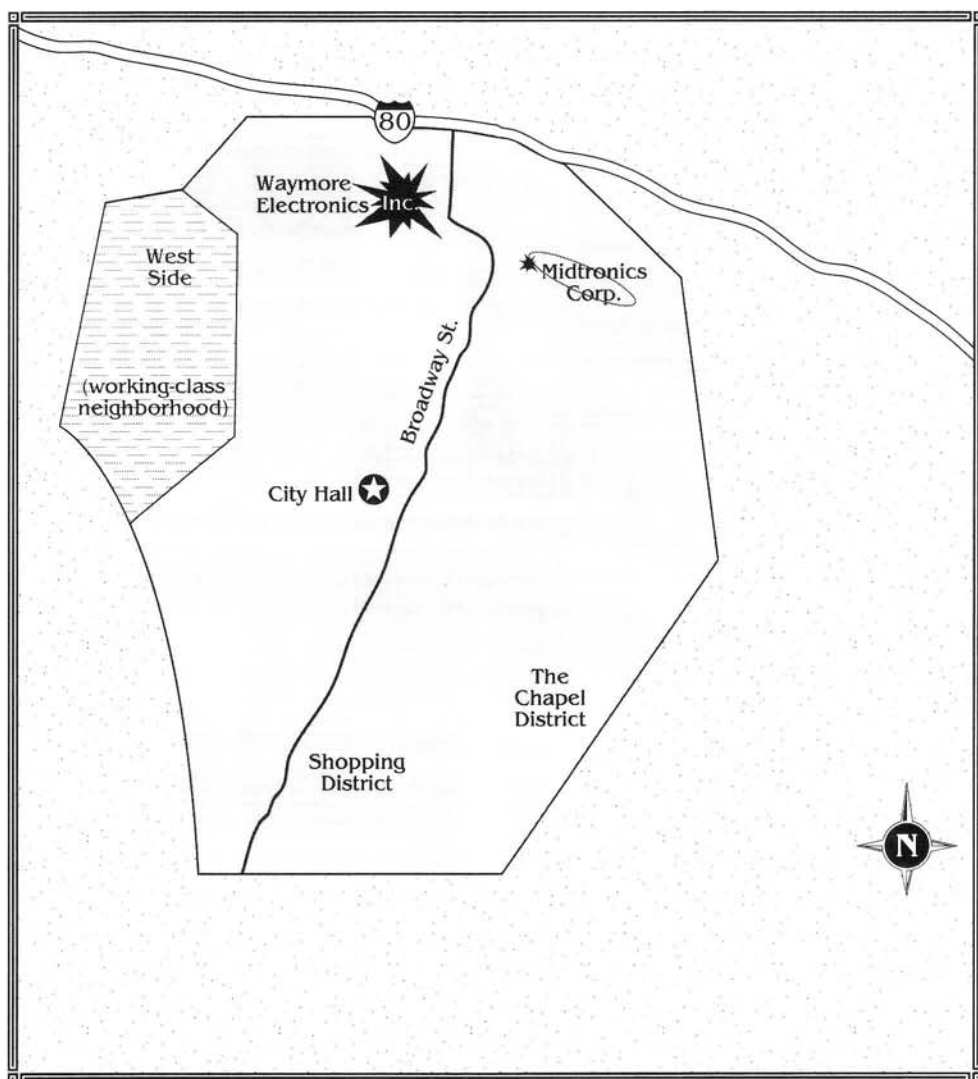 80
Waymore
Electronics Inc.
West
Side
Midtronics
Corp.
Broadway St.
(working-class
neighborhood)
City Hall
The
Chapel
District
Shopping
District
N